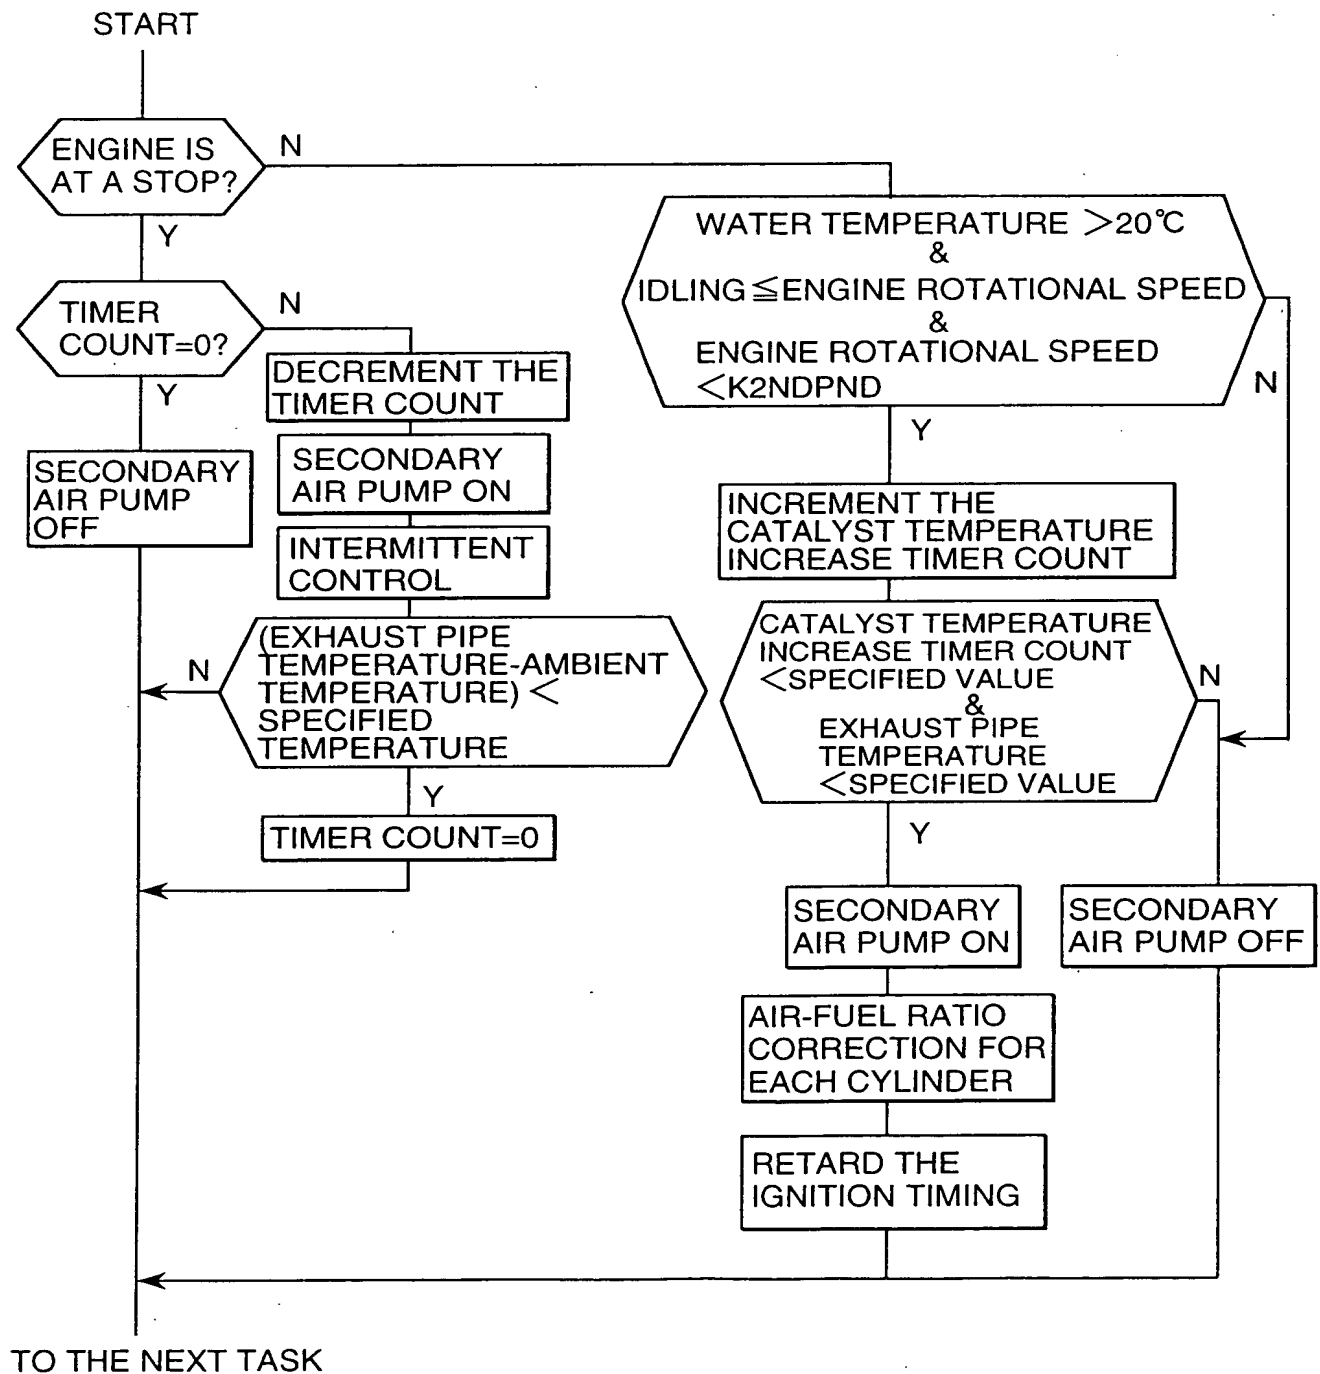 START
ENGINE IS
AT A STOP?
N
Y
WATER TEMPERATURE >20℃
&
IDLING≦ENGINE ROTATIONAL SPEED
&
ENGINE ROTATIONAL SPEED
<K2NDPND
N
Y
TIMER
COUNT=0?
N
Y
DECREMENT THE
TIMER COUNT
SECONDARY
AIR PUMP
OFF
SECONDARY
AIR PUMP ON
INTERMITTENT
CONTROL
(EXHAUST PIPE
TEMPERATURE-AMBIENT
TEMPERATURE) <
SPECIFIED
TEMPERATURE
N
Y
TIMER COUNT=0
INCREMENT THE
CATALYST TEMPERATURE
INCREASE TIMER COUNT
CATALYST TEMPERATURE
INCREASE TIMER COUNT
<SPECIFIED VALUE
&
EXHAUST PIPE
TEMPERATURE
<SPECIFIED VALUE
N
Y
SECONDARY
AIR PUMP ON
SECONDARY
AIR PUMP OFF
AIR-FUEL RATIO
CORRECTION FOR
EACH CYLINDER
RETARD THE
IGNITION TIMING
TO THE NEXT TASK